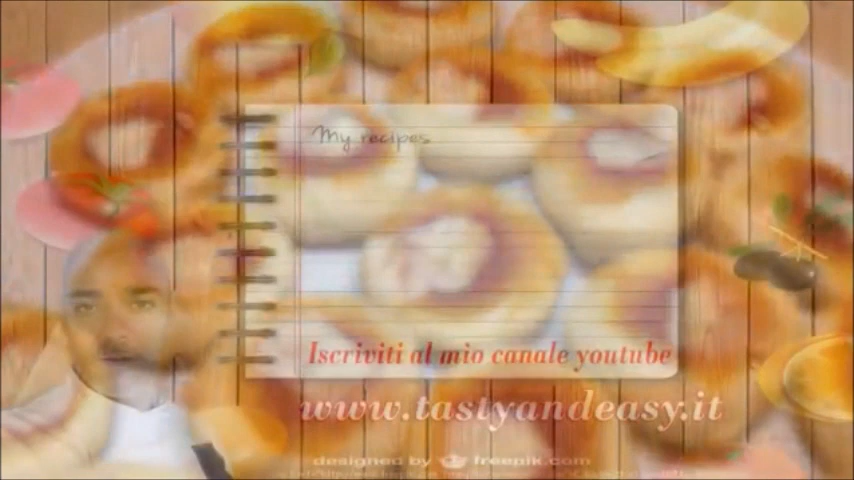 My recipes
Iscriviti al mio canale youtube
www.tastyandeasy.it
designed by freepik.com